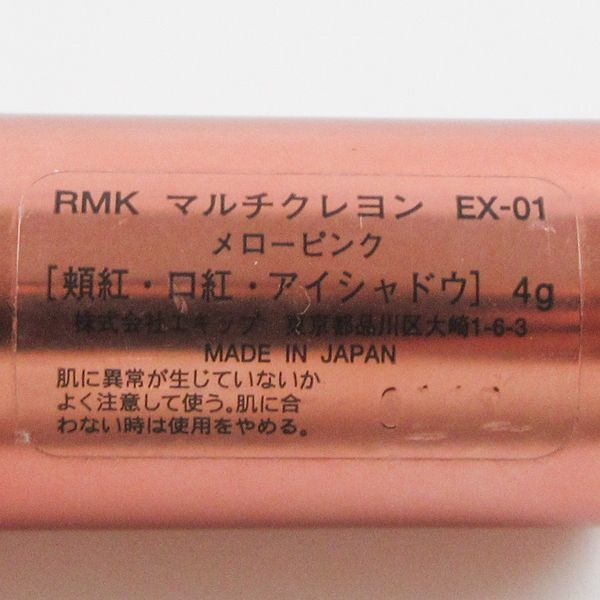 RMK マルチクレヨン EX-01
メローピンク
[頬紅・口紅・アイシャドウ] 4g
株式会社エキップ 東京都品川区大崎1-6-3
MADE IN JAPAN
肌に異常が生じていないか
よく注意して使う。肌に合
わない時は使用をやめる。